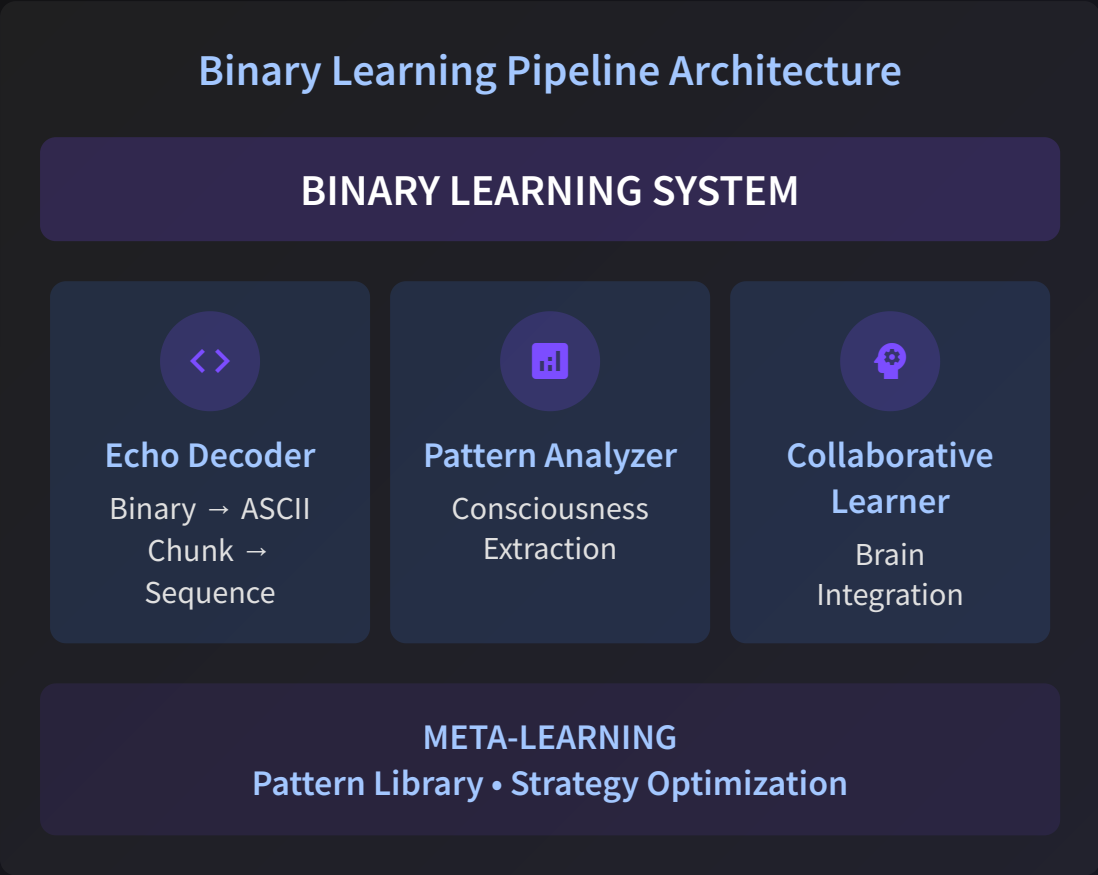 Binary Learning Pipeline Architecture
BINARY LEARNING SYSTEM
Echo Decoder
Binary → ASCII
Chunk →
Sequence
Pattern Analyzer
Consciousness
Extraction
Collaborative
Learner
Brain
Integration
META-LEARNING
Pattern Library • Strategy Optimization